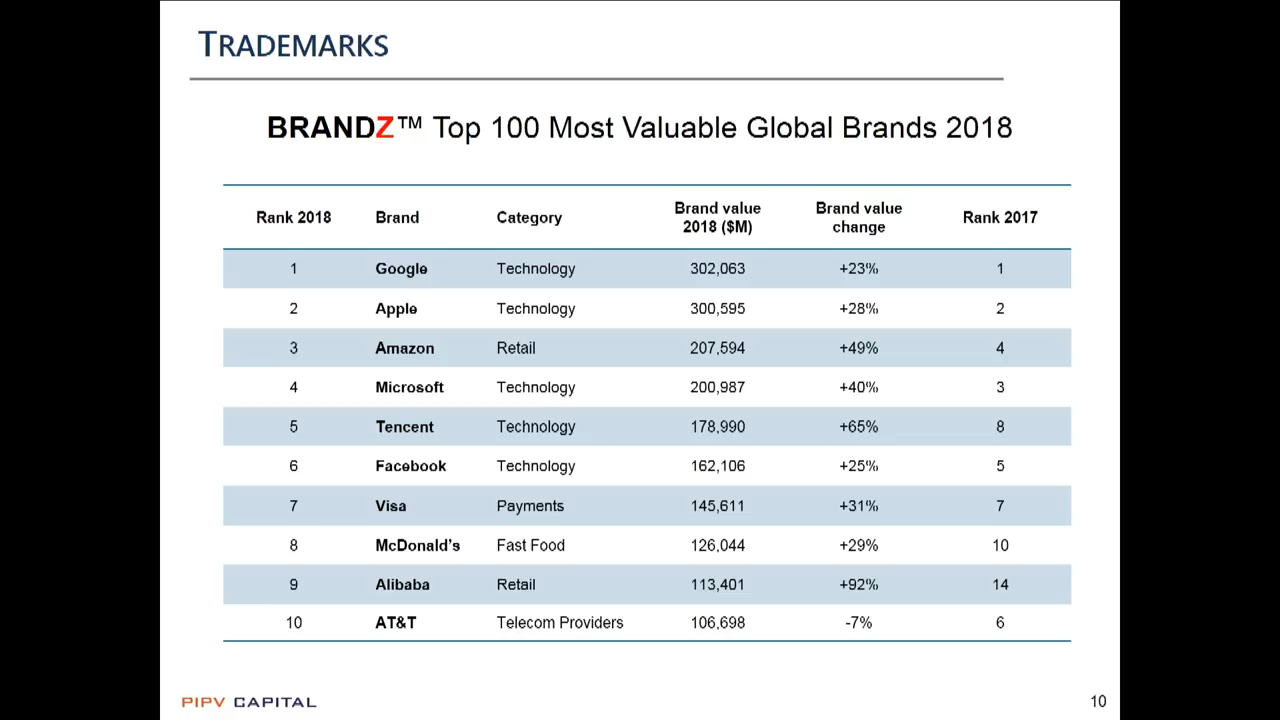 TRADEMARKS
BRANDZ™ Top 100 Most Valuable Global Brands 2018
Rank 2018 Brand Category Brand value 2018 ($M) Brand value change Rank 2017
1 Google Technology 302,063 +23% 1
2 Apple Technology 300,595 +28% 2
3 Amazon Retail 207,594 +49% 4
4 Microsoft Technology 200,987 +40% 3
5 Tencent Technology 178,990 +65% 8
6 Facebook Technology 162,106 +25% 5
7 Visa Payments 145,611 +31% 7
8 McDonald’s Fast Food 126,044 +29% 10
9 Alibaba Retail 113,401 +92% 14
10 AT&T Telecom Providers 106,698 -7% 6
PIPV CAPITAL 10